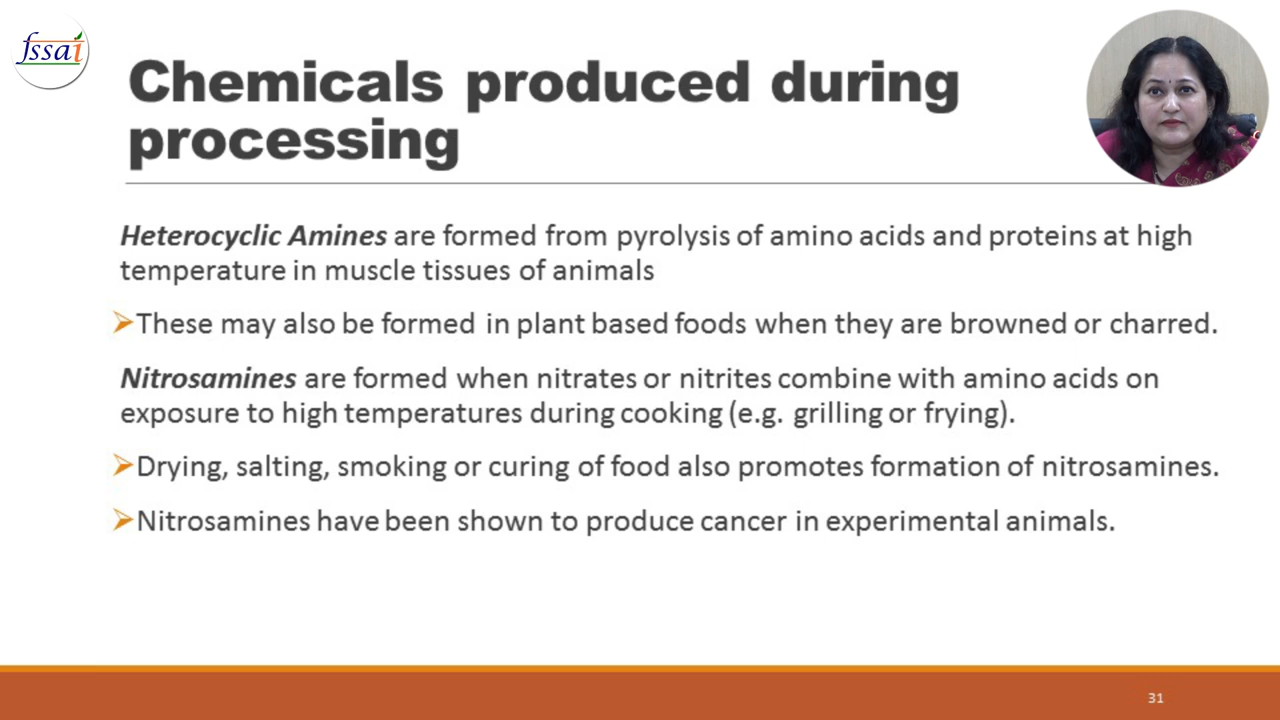 fssai
Chemicals produced during
processing
Heterocyclic Amines are formed from pyrolysis of amino acids and proteins at high
temperature in muscle tissues of animals
➢These may also be formed in plant based foods when they are browned or charred.
Nitrosamines are formed when nitrates or nitrites combine with amino acids on
exposure to high temperatures during cooking (e.g. grilling or frying).
➢Drying, salting, smoking or curing of food also promotes formation of nitrosamines.
➢Nitrosamines have been shown to produce cancer in experimental animals.
31